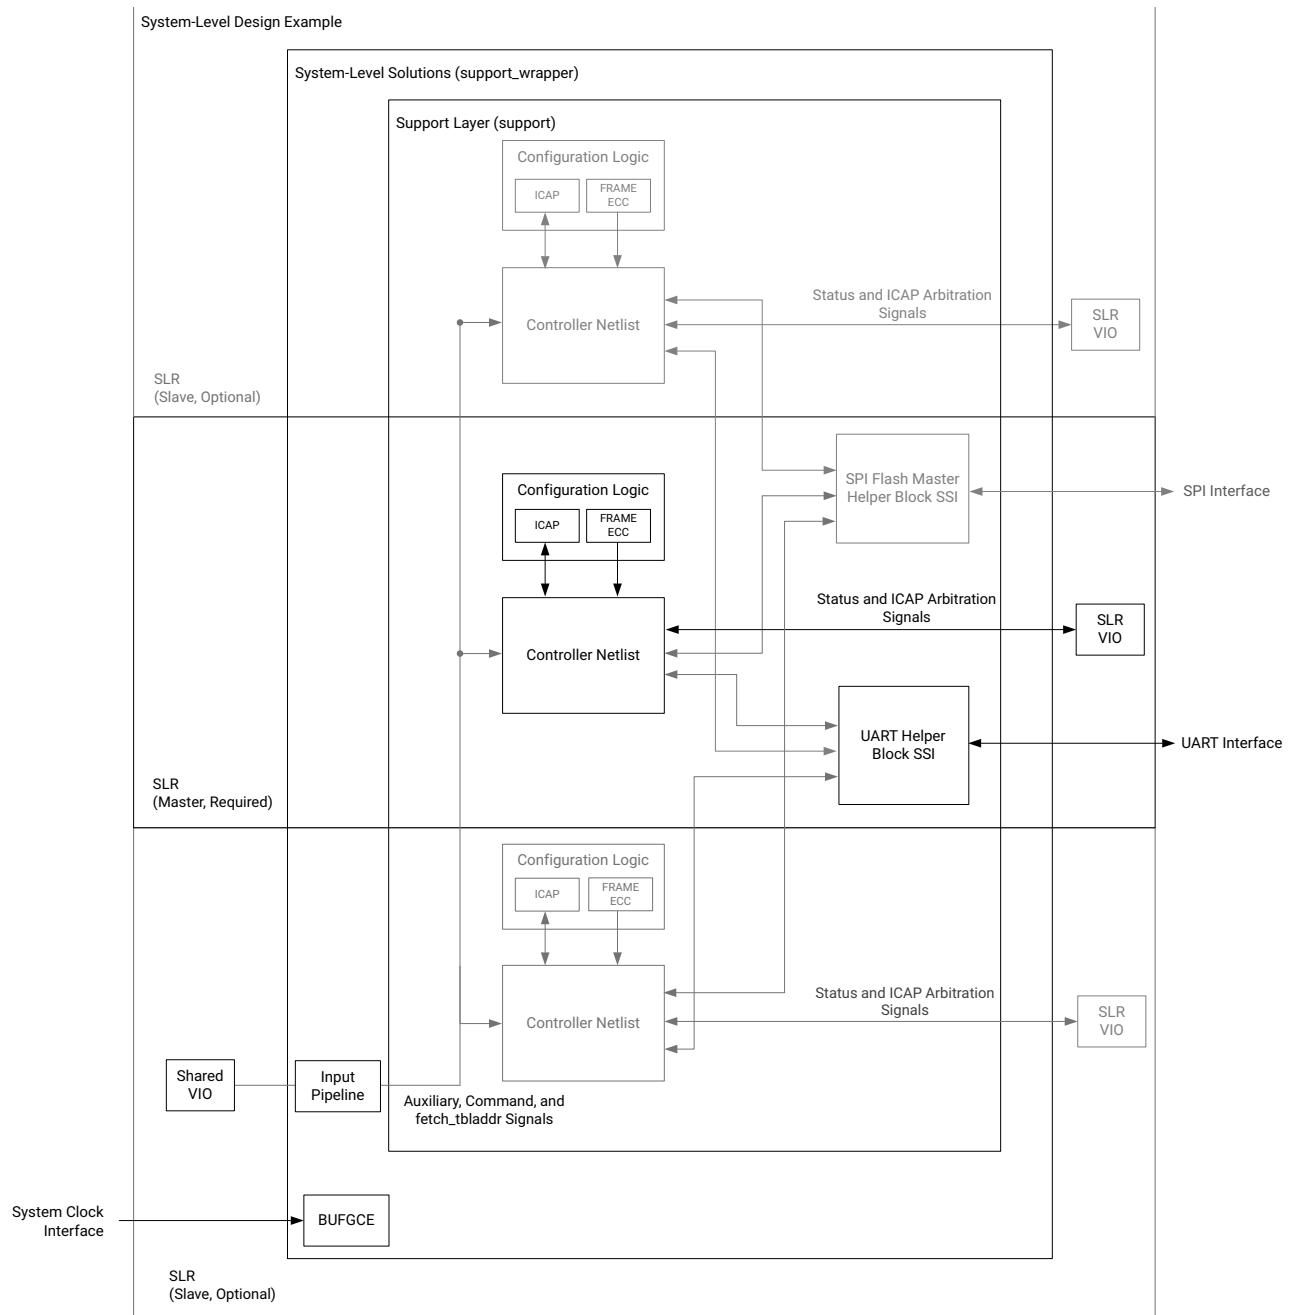 System-Level Design Example
System-Level Solutions (support_wrapper)
Support Layer (support)
Configuration Logic
ICAP
FRAME
ECC
Controller Netlist
Status and ICAP Arbitration
Signals
SLR
VIO
SLR
(Slave, Optional)
Configuration Logic
ICAP
FRAME
ECC
SPI Flash Master
Helper Block SSI
SPI Interface
Controller Netlist
Status and ICAP Arbitration
Signals
SLR
VIO
UART Helper
Block SSI
UART Interface
SLR
(Master, Required)
Configuration Logic
ICAP
FRAME
ECC
Controller Netlist
Status and ICAP Arbitration
Signals
SLR
VIO
Shared
VIO
Input
Pipeline
Auxiliary, Command, and
fetch_tbladdr Signals
System Clock
Interface
BUFGCE
SLR
(Slave, Optional)